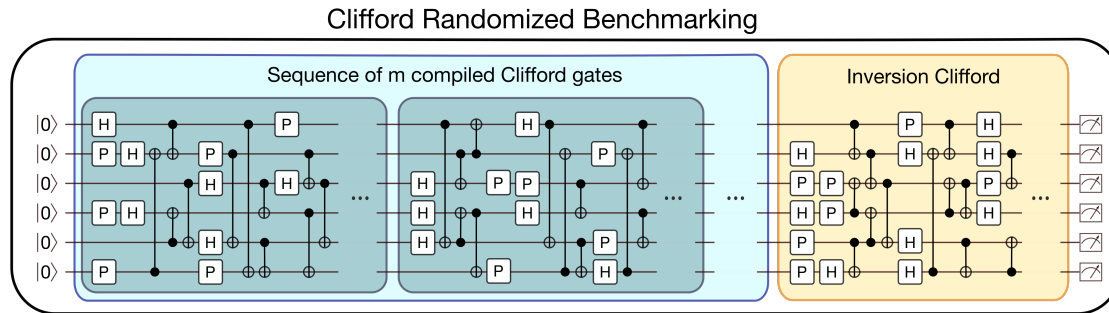 Clifford Randomized Benchmarking
Sequence of m compiled Clifford gates
Inversion Clifford
|0⟩ H P H P H
|0⟩ P H P P H H H
|0⟩ H H H P P P P P
... ... ... ...
|0⟩ P H H H H P H
|0⟩ H H P P H
|0⟩ P P P H P H H